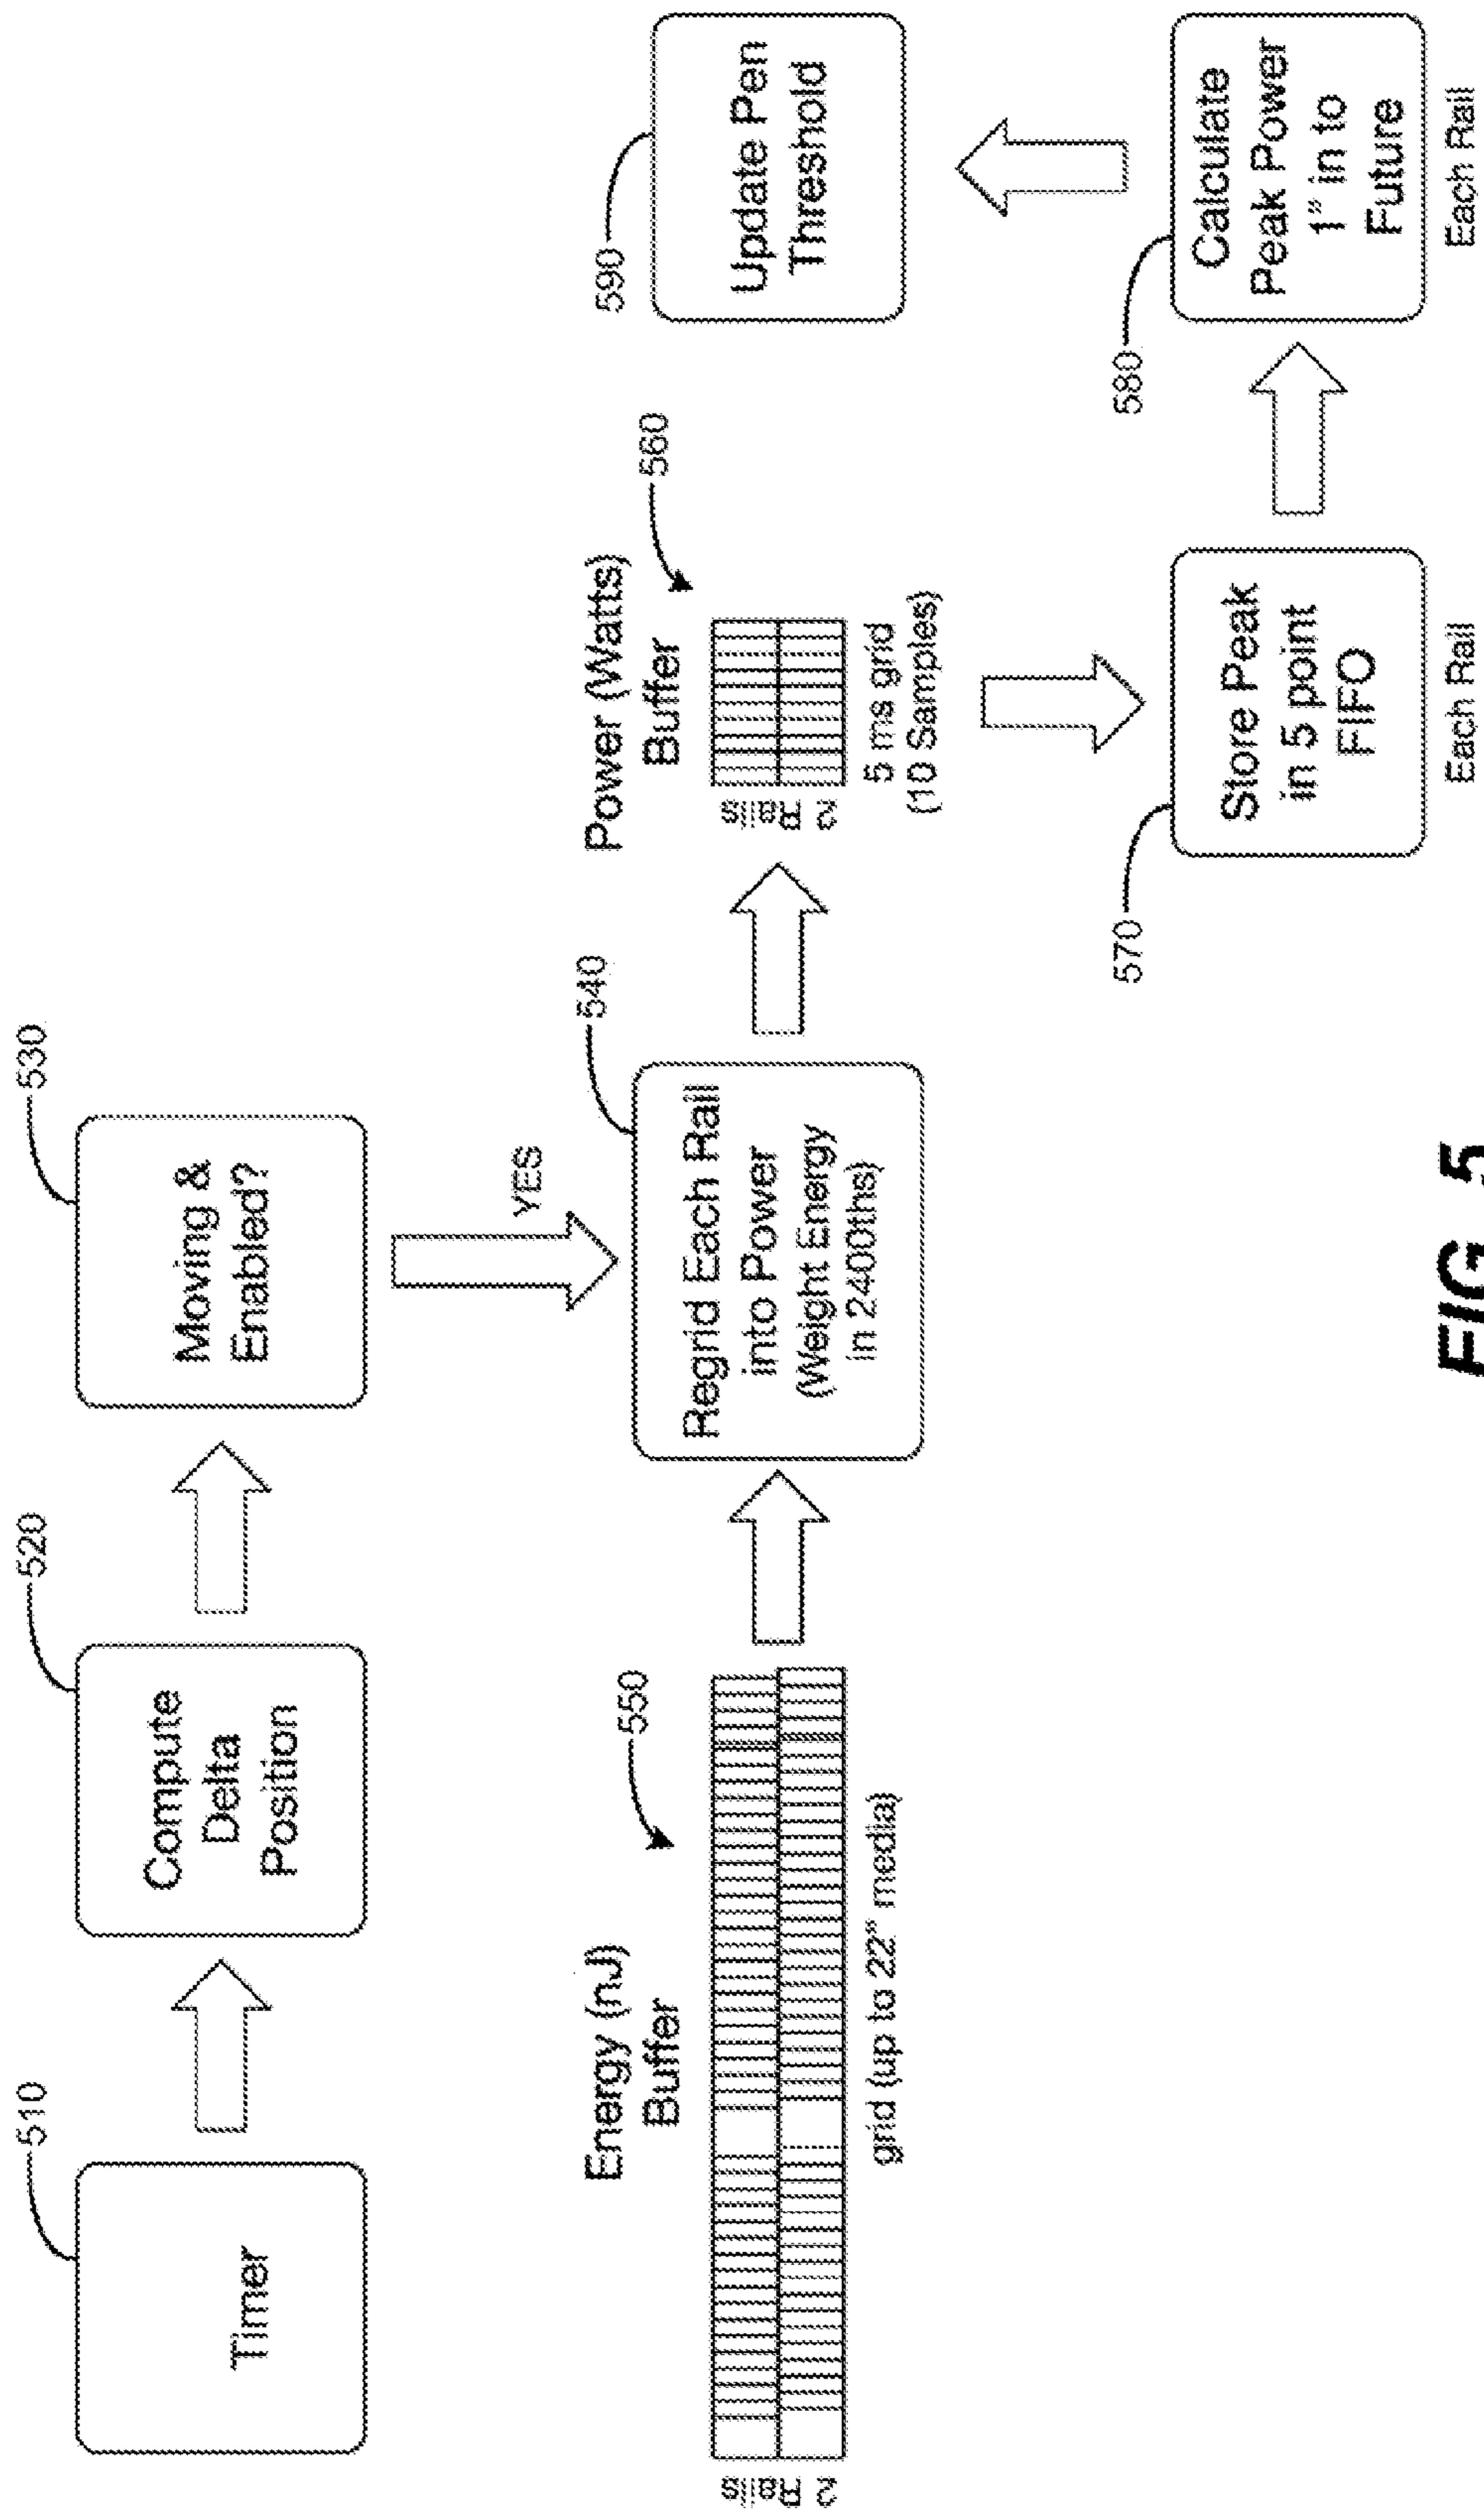 510
Timer
520
Compute
Delta
Position
530
Moving &
Enabled?
YES
Energy (nJ)
Buffer
550
2 Rails
grid (up to 22" media)
540
Regrid Each Rail
into Power
(Weight Energy
in 2400ths)
Power (Watts)
Buffer
560
2 Rails
5 ms grid
(10 Samples)
570
Store Peak
in 5 point
FIFO
Each Rail
580
Calculate
Peak Power
1" in to
Future
Each Rail
590
Update Pen
Threshold
FIG. 5